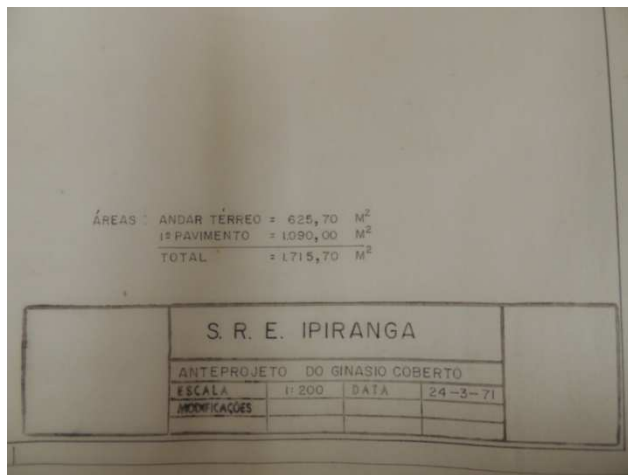 ÁREAS : ANDAR TÉRREO = 625,70 M²
1º PAVIMENTO = 1.090,00 M²
TOTAL = 1.715,70 M²
S. R. E. IPIRANGA
ANTEPROJETO DO GINASIO COBERTO
ESCALA 1:200 DATA 24-3-71
MODIFICAÇÕES